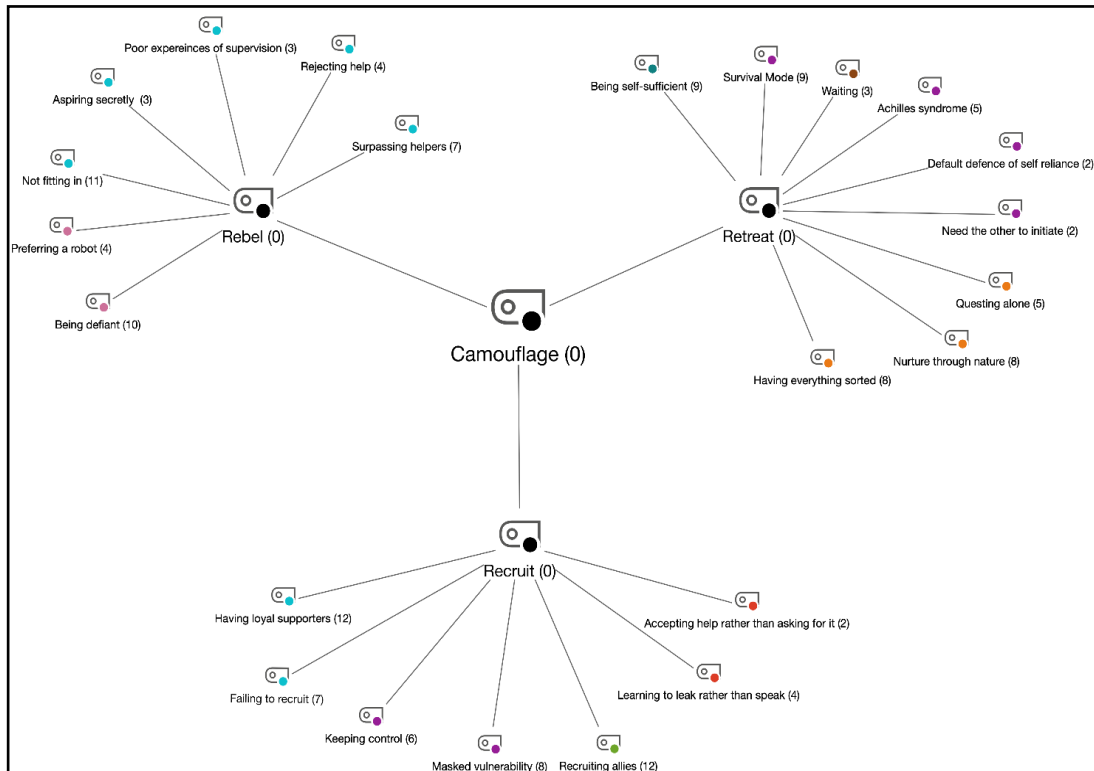 Poor expereinces of supervision (3)
Rejecting help (4)
Aspiring secretly (3)
Surpassing helpers (7)
Not fitting in (11)
Rebel (0)
Preferring a robot (4)
Being defiant (10)
Survival Mode (9)
Being self-sufficient (9)
Waiting (3)
Achilles syndrome (5)
Default defence of self reliance (2)
Need the other to initiate (2)
Retreat (0)
Questing alone (5)
Nurture through nature (8)
Having everything sorted (8)
Camouflage (0)
Recruit (0)
Having loyal supporters (12)
Accepting help rather than asking for it (2)
Failing to recruit (7)
Learning to leak rather than speak (4)
Keeping control (6)
Masked vulnerability (8)
Recruiting allies (12)